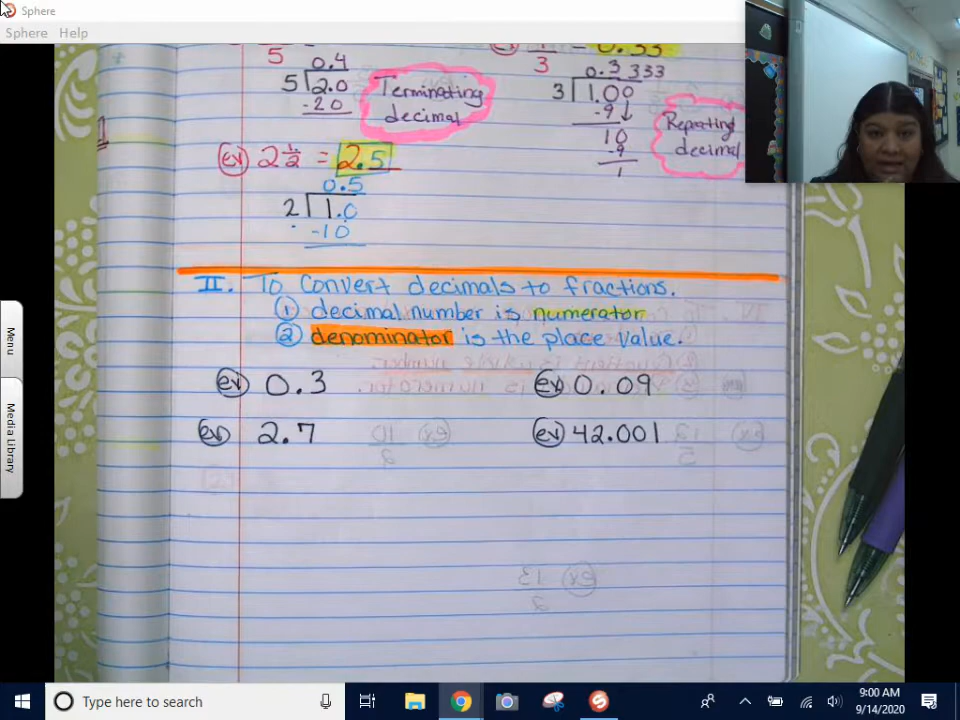 Sphere
Sphere Help
5
0.4
5 2.0
-20
Terminating
decimal
3
0.33
0.3333
3 1.00
-9
10
9
1
Repeating
decimal
1
ex 2 1/2 = 2.5
0.5
2 1.0
-10
II. To Convert decimals to fractions.
① decimal number is numerator
② denominator is the place value.
ex 0.3
ex 0.09
ex 2.7
ex 42.001
Menu
Media Library
Type here to search
9:00 AM
9/14/2020